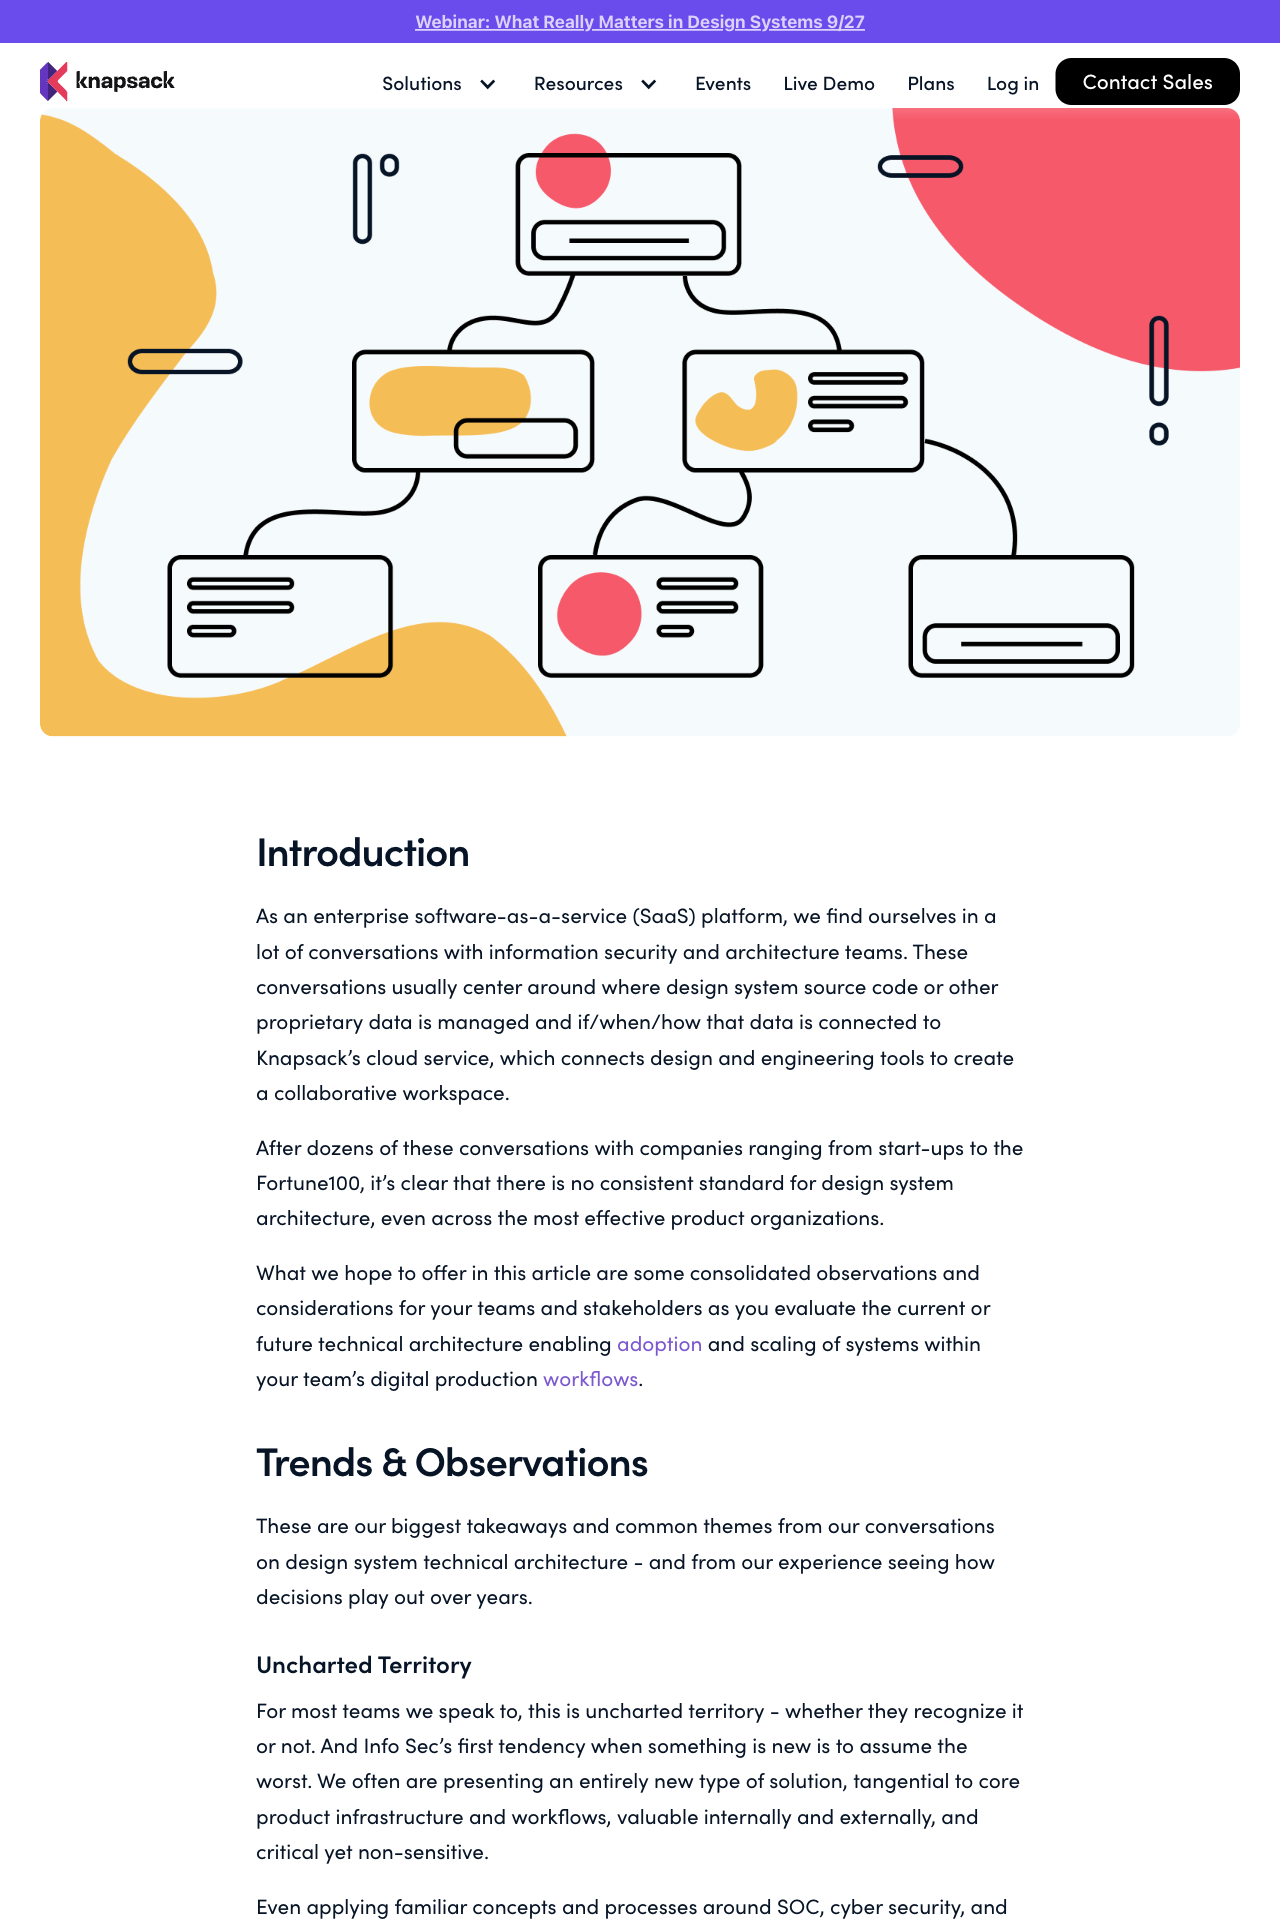 Webinar: What Really Matters in Design Systems 9/27
knapsack
Solutions
Resources
Events
Live Demo
Plans
Log in
Contact Sales
Introduction
As an enterprise software-as-a-service (SaaS) platform, we find ourselves in a
lot of conversations with information security and architecture teams. These
conversations usually center around where design system source code or other
proprietary data is managed and if/when/how that data is connected to
Knapsack’s cloud service, which connects design and engineering tools to create
a collaborative workspace.
After dozens of these conversations with companies ranging from start-ups to the
Fortune100, it’s clear that there is no consistent standard for design system
architecture, even across the most effective product organizations.
What we hope to offer in this article are some consolidated observations and
considerations for your teams and stakeholders as you evaluate the current or
future technical architecture enabling adoption and scaling of systems within
your team’s digital production workflows.
Trends & Observations
These are our biggest takeaways and common themes from our conversations
on design system technical architecture - and from our experience seeing how
decisions play out over years.
Uncharted Territory
For most teams we speak to, this is uncharted territory - whether they recognize it
or not. And Info Sec’s first tendency when something is new is to assume the
worst. We often are presenting an entirely new type of solution, tangential to core
product infrastructure and workflows, valuable internally and externally, and
critical yet non-sensitive.
Even applying familiar concepts and processes around SOC, cyber security, and